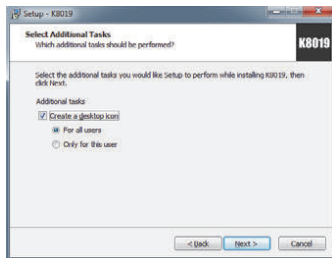 Setup - K8019
Select Additional Tasks
Which additional tasks should be performed?
K8019
Select the additional tasks you would like Setup to perform while installing K8019, then
click Next.
Additional tasks:
Create a desktop icon
For all users
Only for this user
< Back
Next >
Cancel